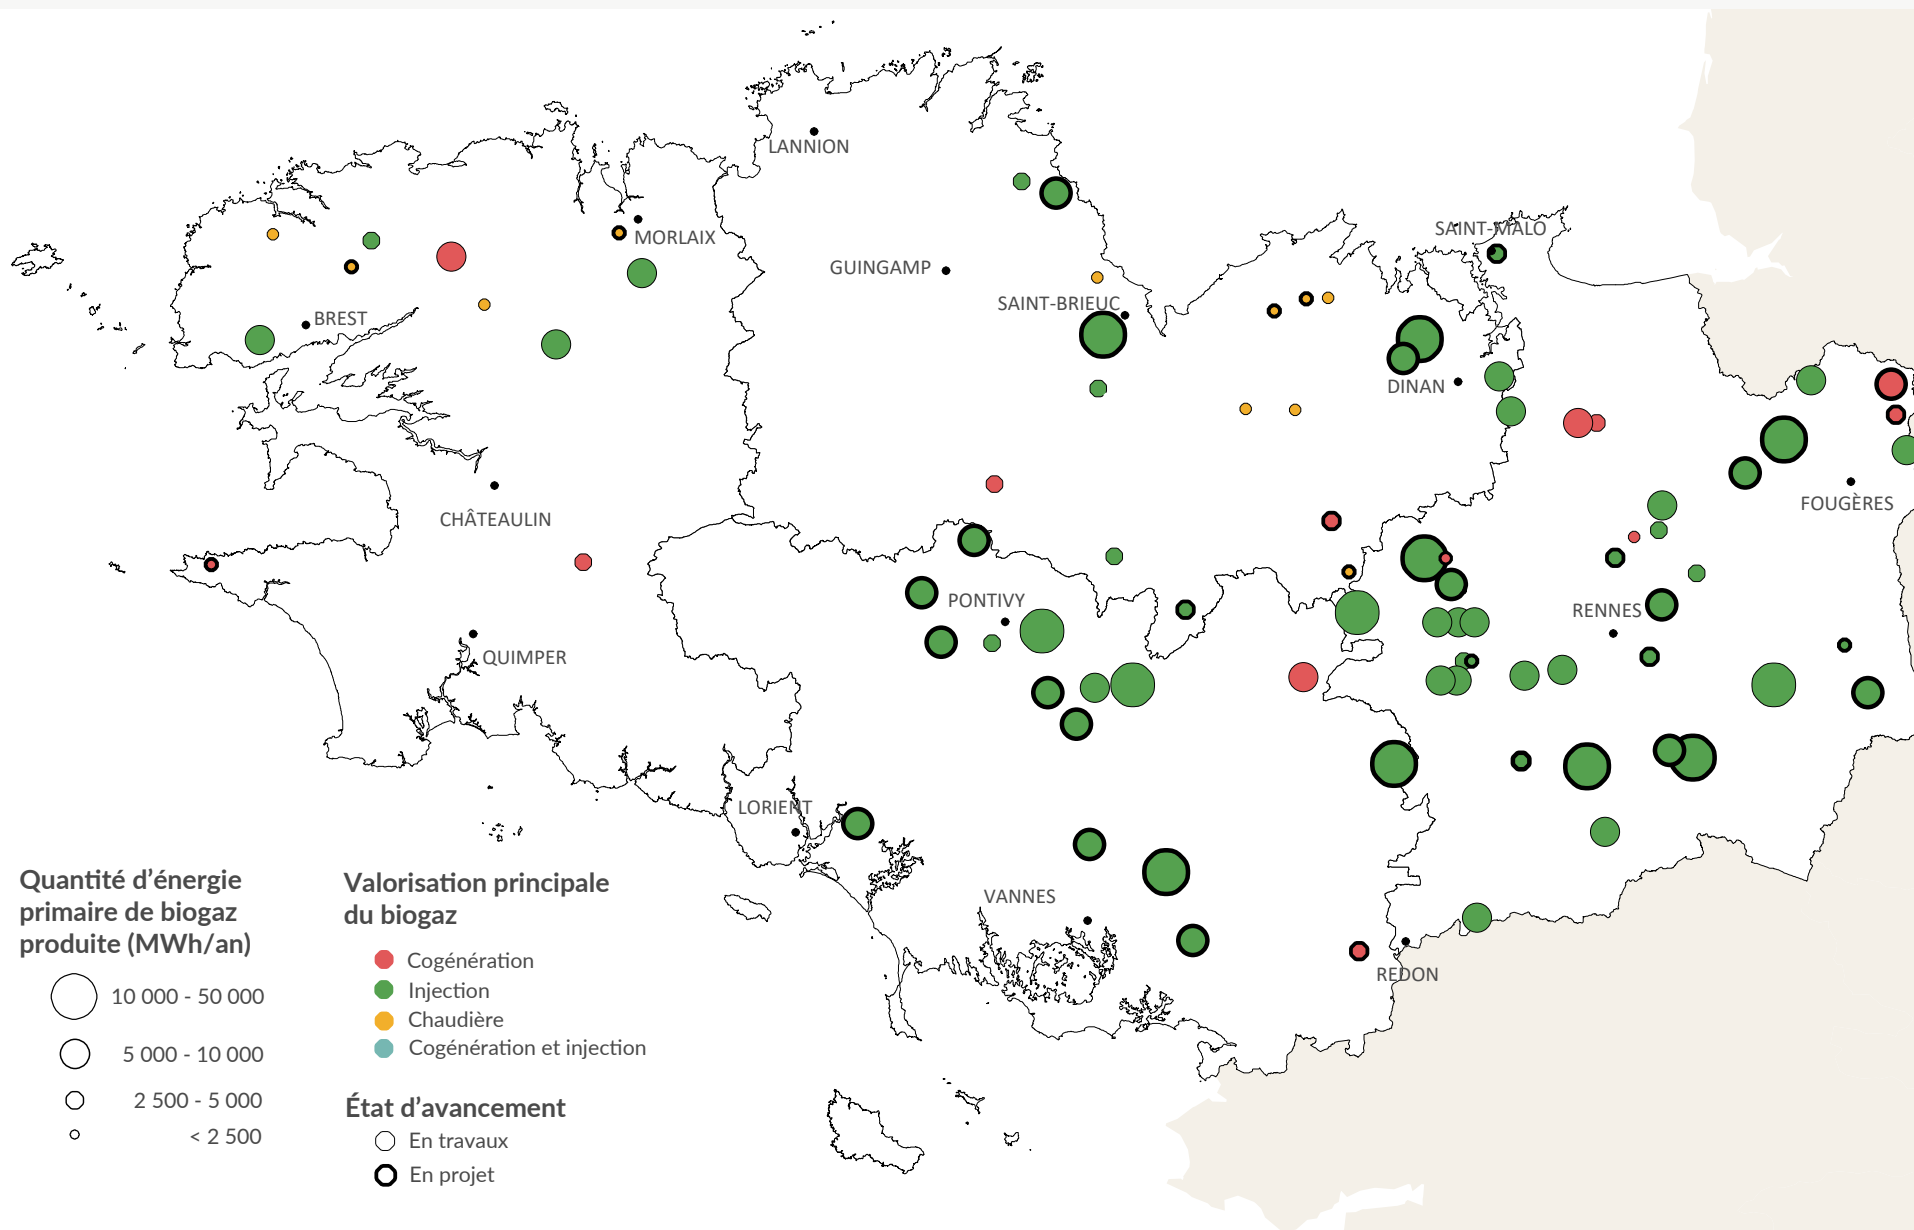 LANNION
SAINT-MALO
MORLAIX
GUINGAMP
SAINT-BRIEUC
BREST
DINAN
FOUGÈRES
CHÂTEAULIN
PONTIVY
RENNES
QUIMPER
LORIENT
VANNES
REDON
Quantité d’énergie
primaire de biogaz
produite (MWh/an)
10 000 - 50 000
5 000 - 10 000
2 500 - 5 000
< 2 500
Valorisation principale
du biogaz
Cogénération
Injection
Chaudière
Cogénération et injection
État d’avancement
En travaux
En projet